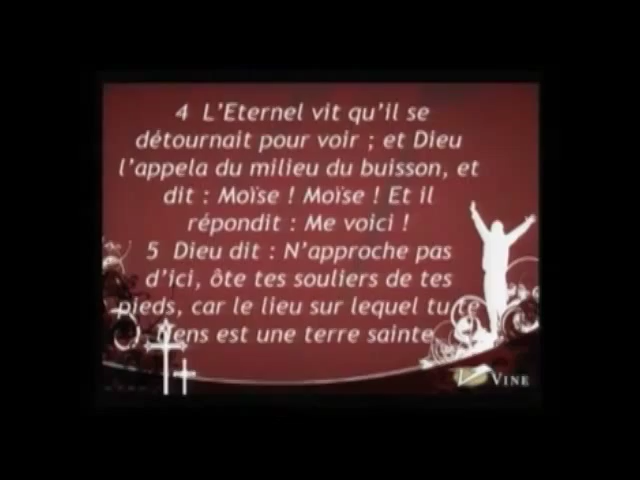 4 L’Eternel vit qu’il se
détournait pour voir ; et Dieu
l’appela du milieu du buisson, et
dit : Moïse ! Moïse ! Et il
répondit : Me voici !
5 Dieu dit : N’approche pas
d’ici, ôte tes souliers de tes
pieds, car le lieu sur lequel tu te
tiens est une terre sainte
VINE